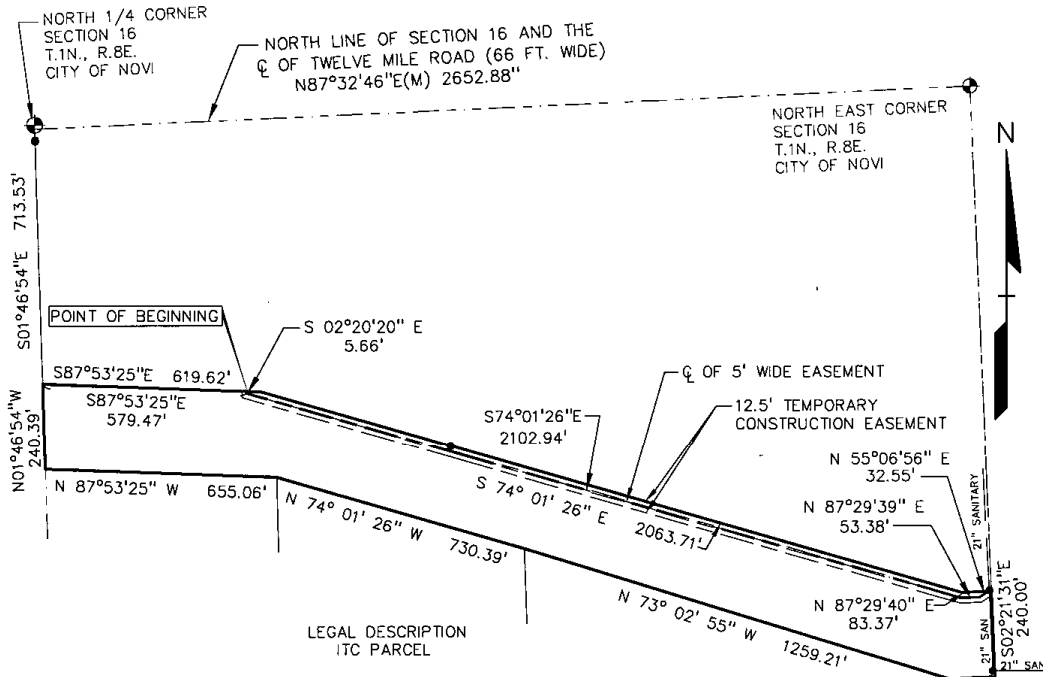 NORTH 1/4 CORNER
SECTION 16
T.1N., R.8E.
CITY OF NOVI
NORTH LINE OF SECTION 16 AND THE
℄ OF TWELVE MILE ROAD (66 FT. WIDE)
N87°32'46"E(M) 2652.88"
NORTH EAST CORNER
SECTION 16
T.1N., R.8E.
CITY OF NOVI
N
S01°46'54"E 713.53'
POINT OF BEGINNING
S 02°20'20" E
5.66'
S87°53'25"E 619.62'
S87°53'25"E
579.47'
N01°46'54"W
240.39'
℄ OF 5' WIDE EASEMENT
12.5' TEMPORARY
CONSTRUCTION EASEMENT
S74°01'26"E
2102.94'
S 74° 01' 26" E 2063.71'
N 55°06'56" E
32.55'
N 87°29'39" E
53.38'
21" SANITARY
N 87°53'25" W 655.06'
N 74° 01' 26" W 730.39'
N 73° 02' 55" W 1259.21'
N 87°29'40" E
83.37'
S02°21'31"E
240.00'
21" SAN
21" SAN
LEGAL DESCRIPTION
ITC PARCEL